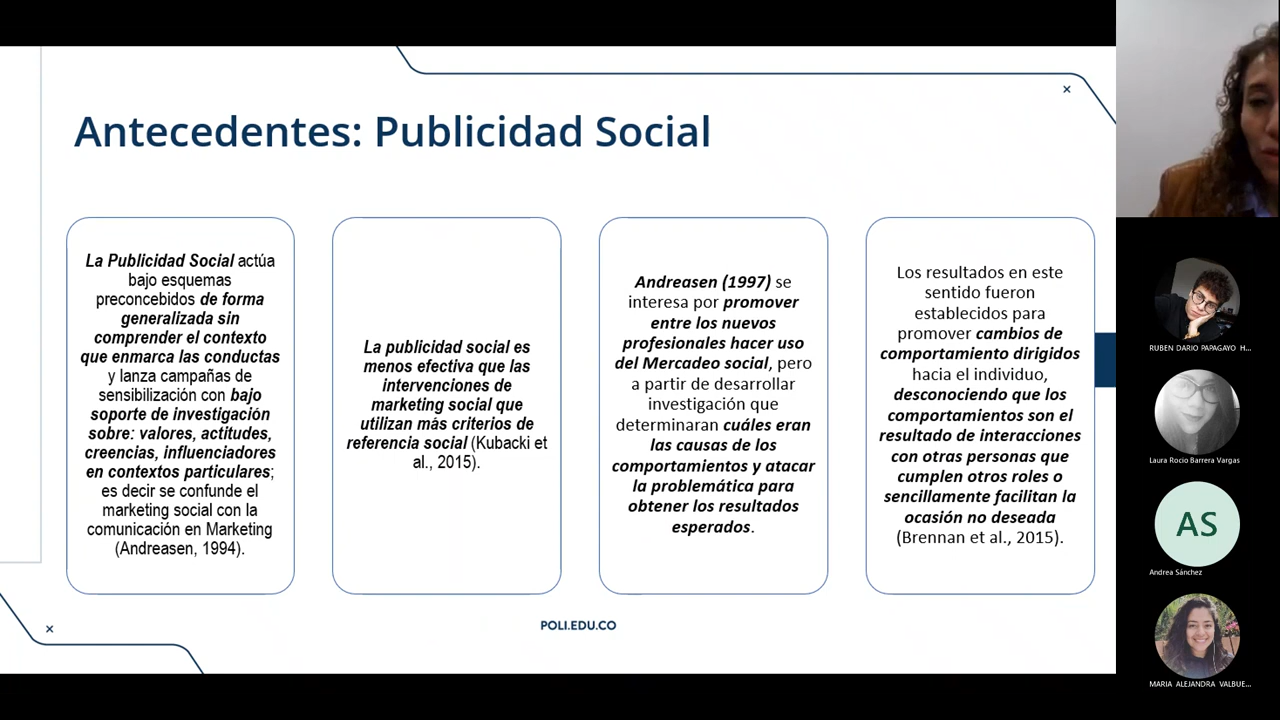 Antecedentes: Publicidad Social
La Publicidad Social actúa
bajo esquemas
preconcebidos de forma
generalizada sin
comprender el contexto
que enmarca las conductas
y lanza campañas de
sensibilización con bajo
soporte de investigación
sobre: valores, actitudes,
creencias, influenciadores
en contextos particulares;
es decir se confunde el
marketing social con la
comunicación en Marketing
(Andreasen, 1994).
La publicidad social es
menos efectiva que las
intervenciones de
marketing social que
utilizan más criterios de
referencia social (Kubacki et
al., 2015).
Andreasen (1997) se
interesa por promover
entre los nuevos
profesionales hacer uso
del Mercadeo social, pero
a partir de desarrollar
investigación que
determinaran cuáles eran
las causas de los
comportamientos y atacar
la problemática para
obtener los resultados
esperados.
Los resultados en este
sentido fueron
establecidos para
promover cambios de
comportamiento dirigidos
hacia el individuo,
desconociendo que los
comportamientos son el
resultado de interacciones
con otras personas que
cumplen otros roles o
sencillamente facilitan la
ocasión no deseada
(Brennan et al., 2015).
POLI.EDU.CO
RUBEN DARIO PAPAGAYO H...
Laura Rocio Barrera Vargas
AS
Andrea Sánchez
MARIA ALEJANDRA VALBUE...